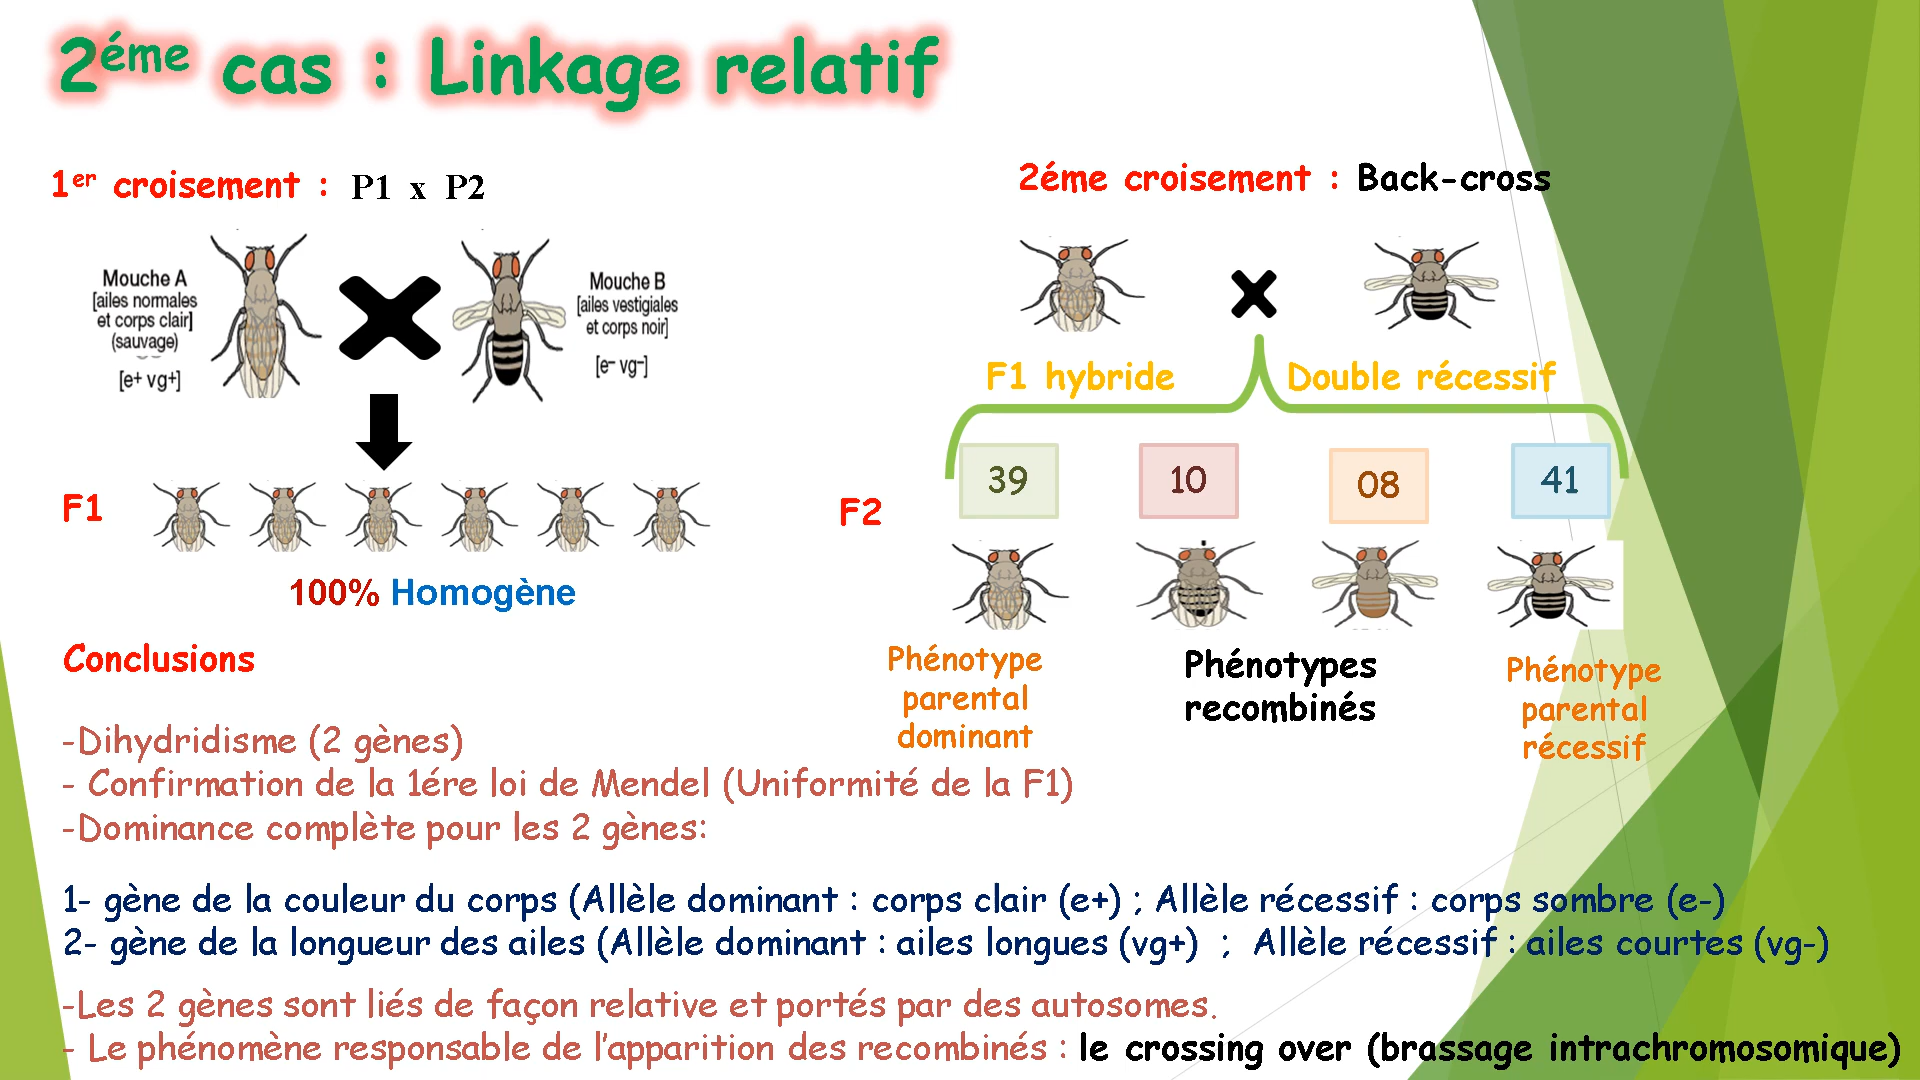 2éme cas : Linkage relatif
1er croisement : P1 x P2
Mouche A
[ailes normales
et corps clair]
(sauvage)
[e+ vg+]
Mouche B
[ailes vestigiales
et corps noir]
[e- vg-]
F1
100% Homogène
2éme croisement : Back-cross
F1 hybride
Double récessif
39
10
08
41
F2
Phénotype
parental
dominant
Phénotypes
recombinés
Phénotype
parental
récessif
Conclusions
-Dihydridisme (2 gènes)
- Confirmation de la 1ére loi de Mendel (Uniformité de la F1)
-Dominance complète pour les 2 gènes:
1- gène de la couleur du corps (Allèle dominant : corps clair (e+) ; Allèle récessif : corps sombre (e-)
2- gène de la longueur des ailes (Allèle dominant : ailes longues (vg+) ; Allèle récessif : ailes courtes (vg-)
-Les 2 gènes sont liés de façon relative et portés par des autosomes.
- Le phénomène responsable de l'apparition des recombinés : le crossing over (brassage intrachromosomique)